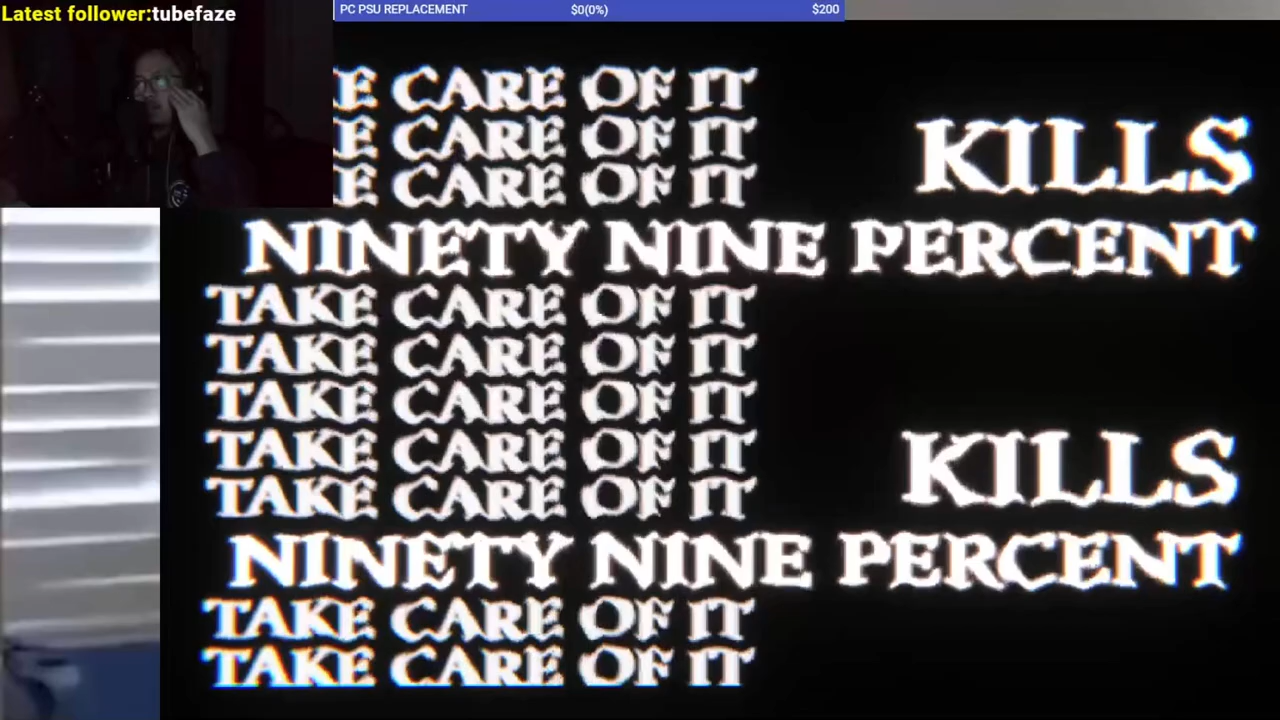 Latest follower:tubefaze
PC PSU REPLACEMENT $0(0%) $200
E CARE OF IT
E CARE OF IT
KILLS
E CARE OF IT
NINETY NINE PERCENT
TAKE CARE OF IT
TAKE CARE OF IT
TAKE CARE OF IT
TAKE CARE OF IT
KILLS
TAKE CARE OF IT
NINETY NINE PERCENT
TAKE CARE OF IT
TAKE CARE OF IT